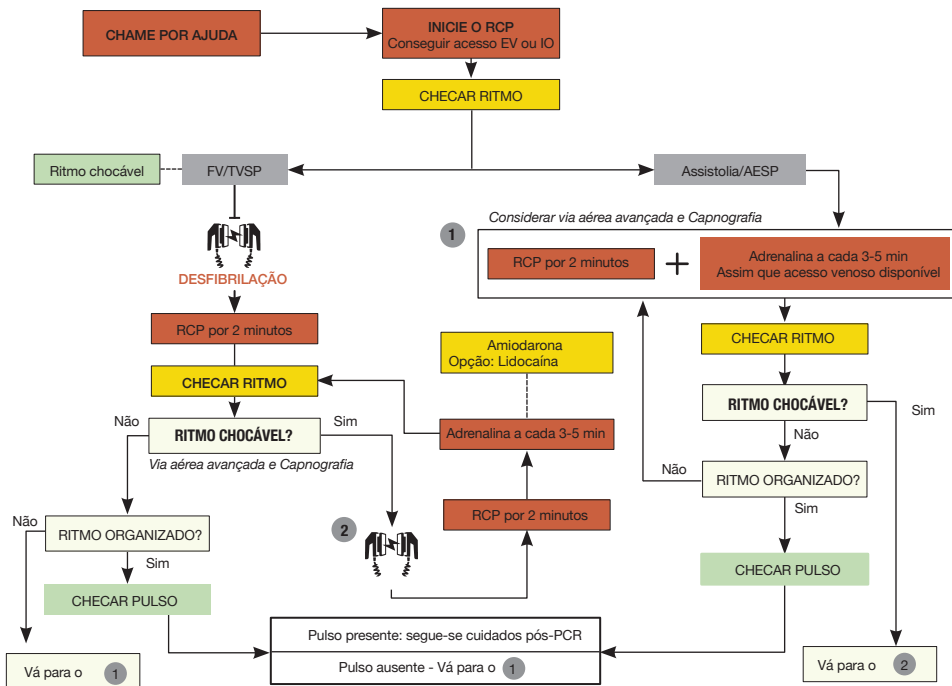 CHAME POR AJUDA
INICIE O RCP
Conseguir acesso EV ou IO
CHECAR RITMO
Ritmo chocável
FV/TVSP
Assistolia/AESP
Considerar via aérea avançada e Capnografia
1
RCP por 2 minutos
+
Adrenalina a cada 3-5 min
Assim que acesso venoso disponível
DESFIBRILAÇÃO
RCP por 2 minutos
CHECAR RITMO
RITMO CHOCÁVEL?
Não
Sim
Via aérea avançada e Capnografia
Amiodarona
Opção: Lidocaína
Adrenalina a cada 3-5 min
RCP por 2 minutos
2
Não
RITMO ORGANIZADO?
Sim
CHECAR PULSO
Vá para o 1
CHECAR RITMO
RITMO CHOCÁVEL?
Sim
Não
Não
RITMO ORGANIZADO?
Sim
CHECAR PULSO
Vá para o 2
Pulso presente: segue-se cuidados pós-PCR
Pulso ausente - Vá para o 1